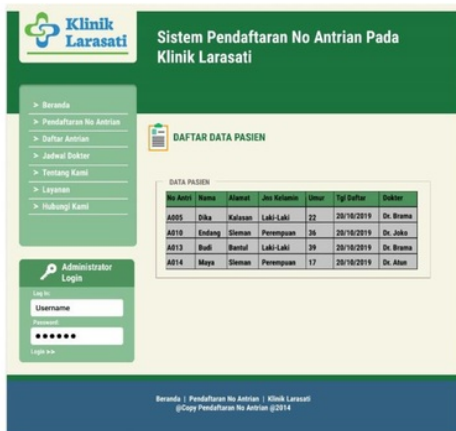 Klinik
Larasati
Sistem Pendaftaran No Antrian Pada
Klinik Larasati
> Beranda
> Pendaftaran No Antrian
> Daftar Antrian
> Jadwal Dokter
> Tentang Kami
> Layanan
> Hubungi Kami
DAFTAR DATA PASIEN
DATA PASIEN
No Antri Nama Alamat Jns Kelamin Umur Tgl Daftar Dokter
A005 Dika Kalasan Laki-Laki 22 20/10/2019 Dr. Brama
A010 Endang Sleman Perempuan 36 20/10/2019 Dr. Joko
A013 Budi Bantul Laki-Laki 39 20/10/2019 Dr. Brama
A014 Maya Sleman Perempuan 17 20/10/2019 Dr. Atun
Administrator
Login
Log in:
Username
Password:
Login >>
Beranda | Pendaftaran No Antrian | Klinik Larasati
@Copy Pendaftaran No Antrian @2014